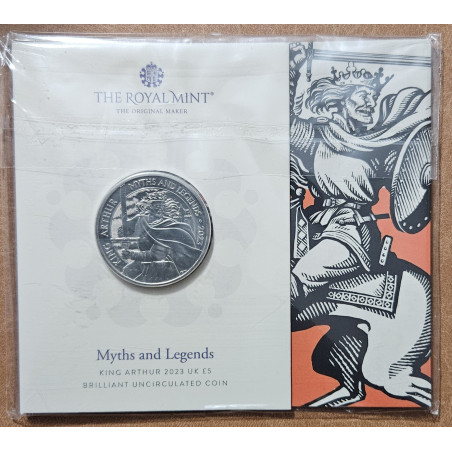 THE ROYAL MINT®
THE ORIGINAL MAKER
KING ARTHUR MYTHS AND LEGENDS 2023
Myths and Legends
KING ARTHUR 2023 UK £5
BRILLIANT UNCIRCULATED COIN